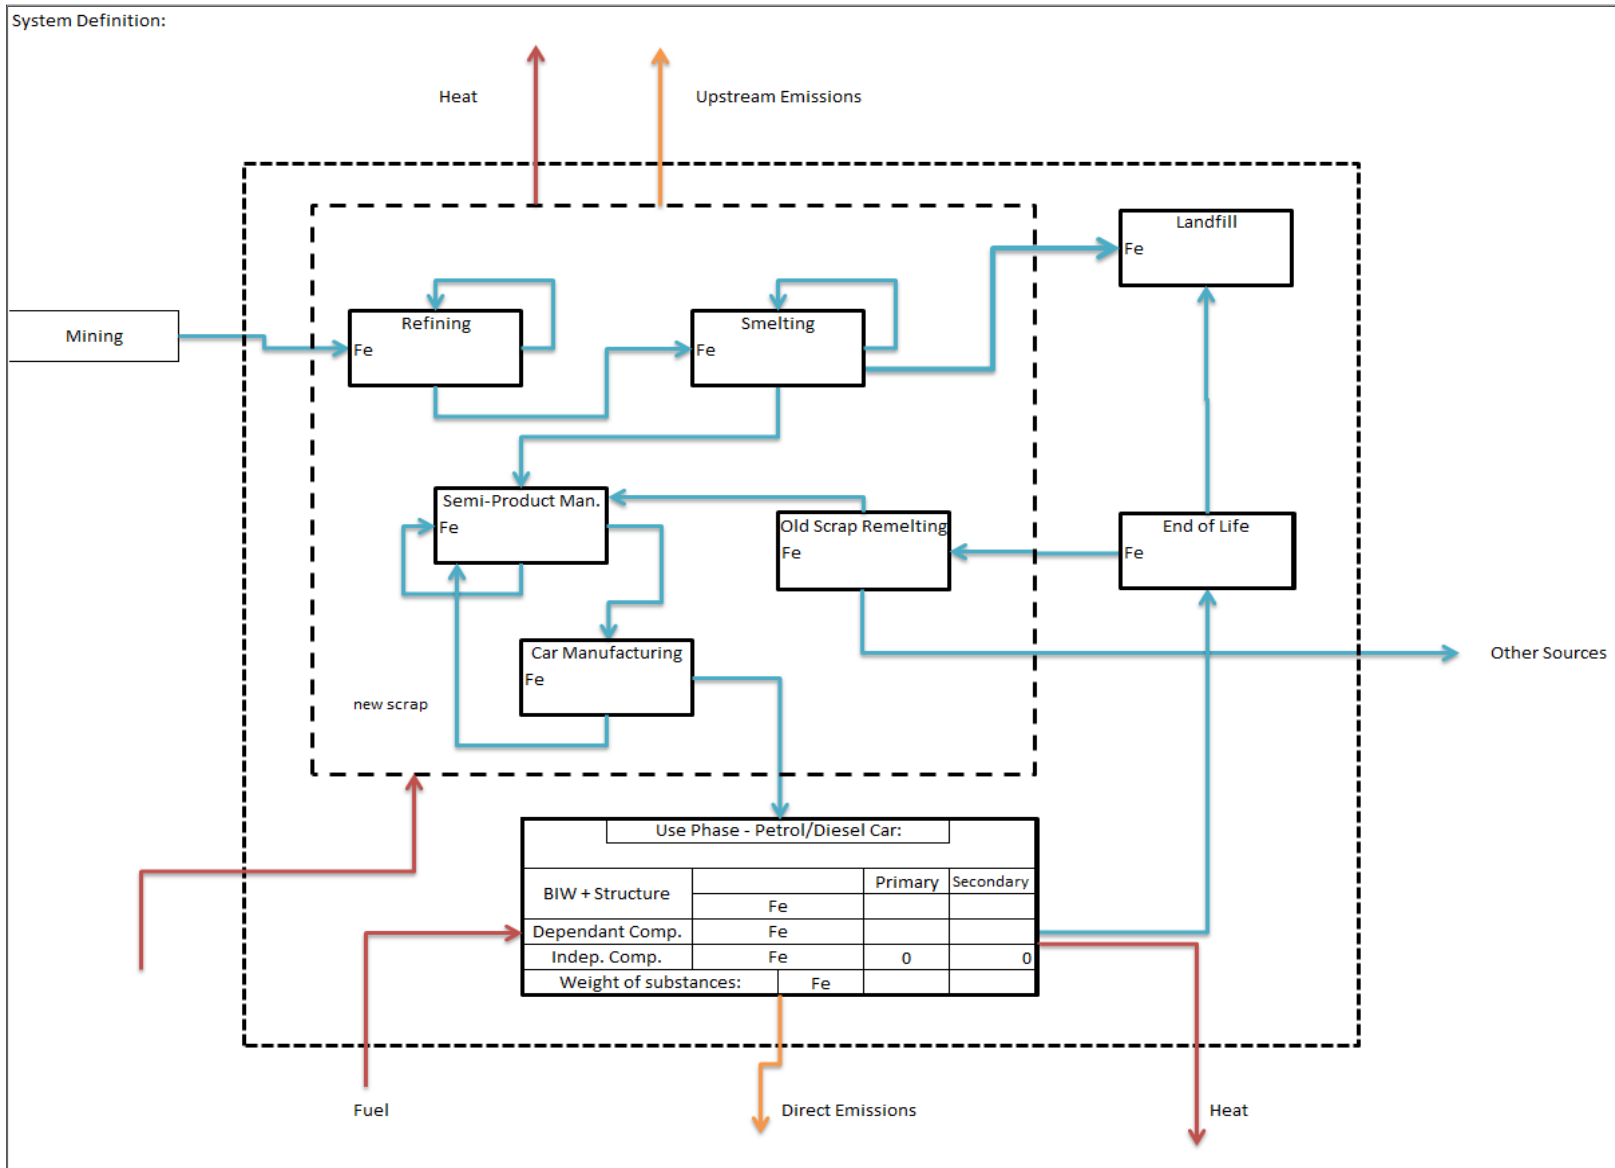 System Definition:
Heat
Upstream Emissions
Landfill
Fe
Refining
Fe
Smelting
Fe
Mining
Semi-Product Man.
Fe
Old Scrap Remelting
Fe
End of Life
Fe
Car Manufacturing
Fe
Other Sources
new scrap
Use Phase - Petrol/Diesel Car:
BIW + Structure
Primary
Secondary
Fe
Dependant Comp.
Fe
Indep. Comp.
Fe
0
0
Weight of substances:
Fe
Fuel
Direct Emissions
Heat